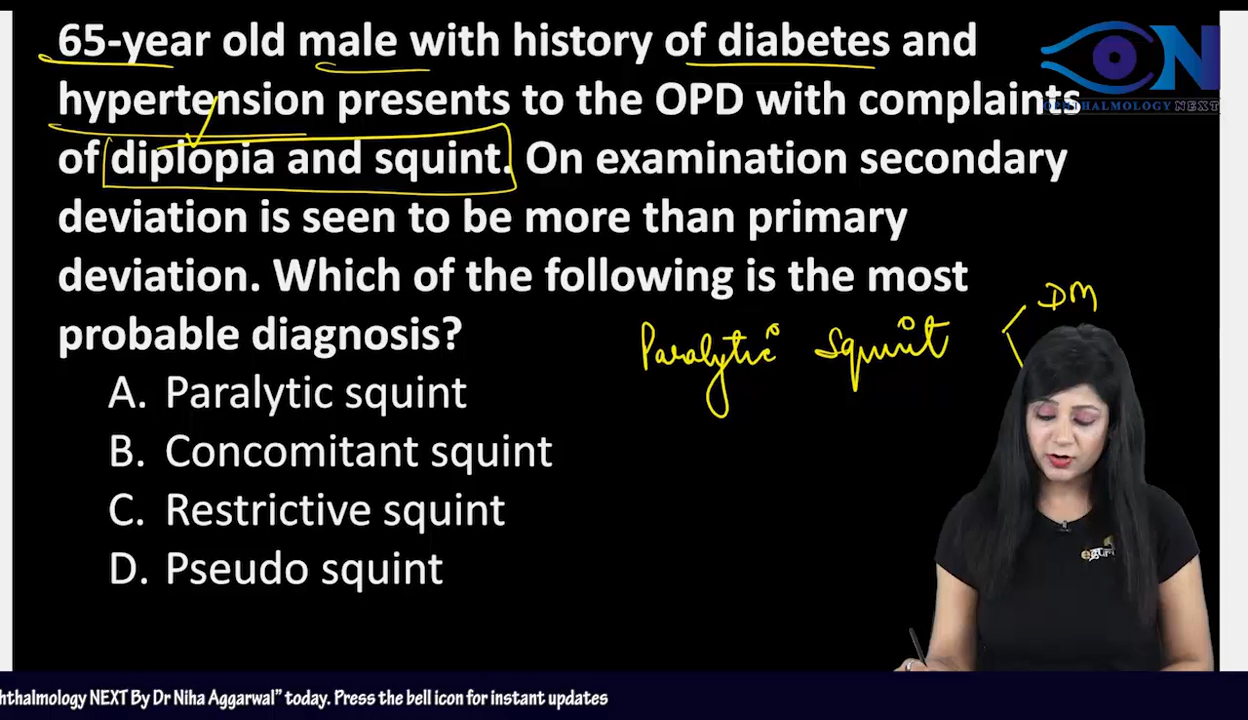 65-year old male with history of diabetes and
hypertension presents to the OPD with complaints
of diplopia and squint. On examination secondary
deviation is seen to be more than primary
deviation. Which of the following is the most
probable diagnosis?
A. Paralytic squint
B. Concomitant squint
C. Restrictive squint
D. Pseudo squint
Paralytic Squint
DM
ON
OPHTHALMOLOGY NEXT
hthalmology NEXT By Dr Niha Aggarwal” today. Press the bell icon for instant updates